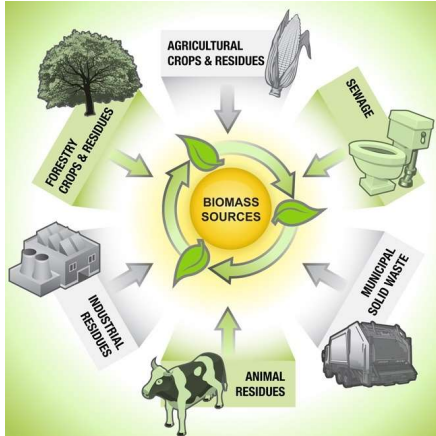 AGRICULTURAL
CROPS & RESIDUES
SEWAGE
FORESTRY
CROPS & RESIDUES
BIOMASS
SOURCES
INDUSTRIAL
RESIDUES
MUNICIPAL
SOLID WASTE
ANIMAL
RESIDUES